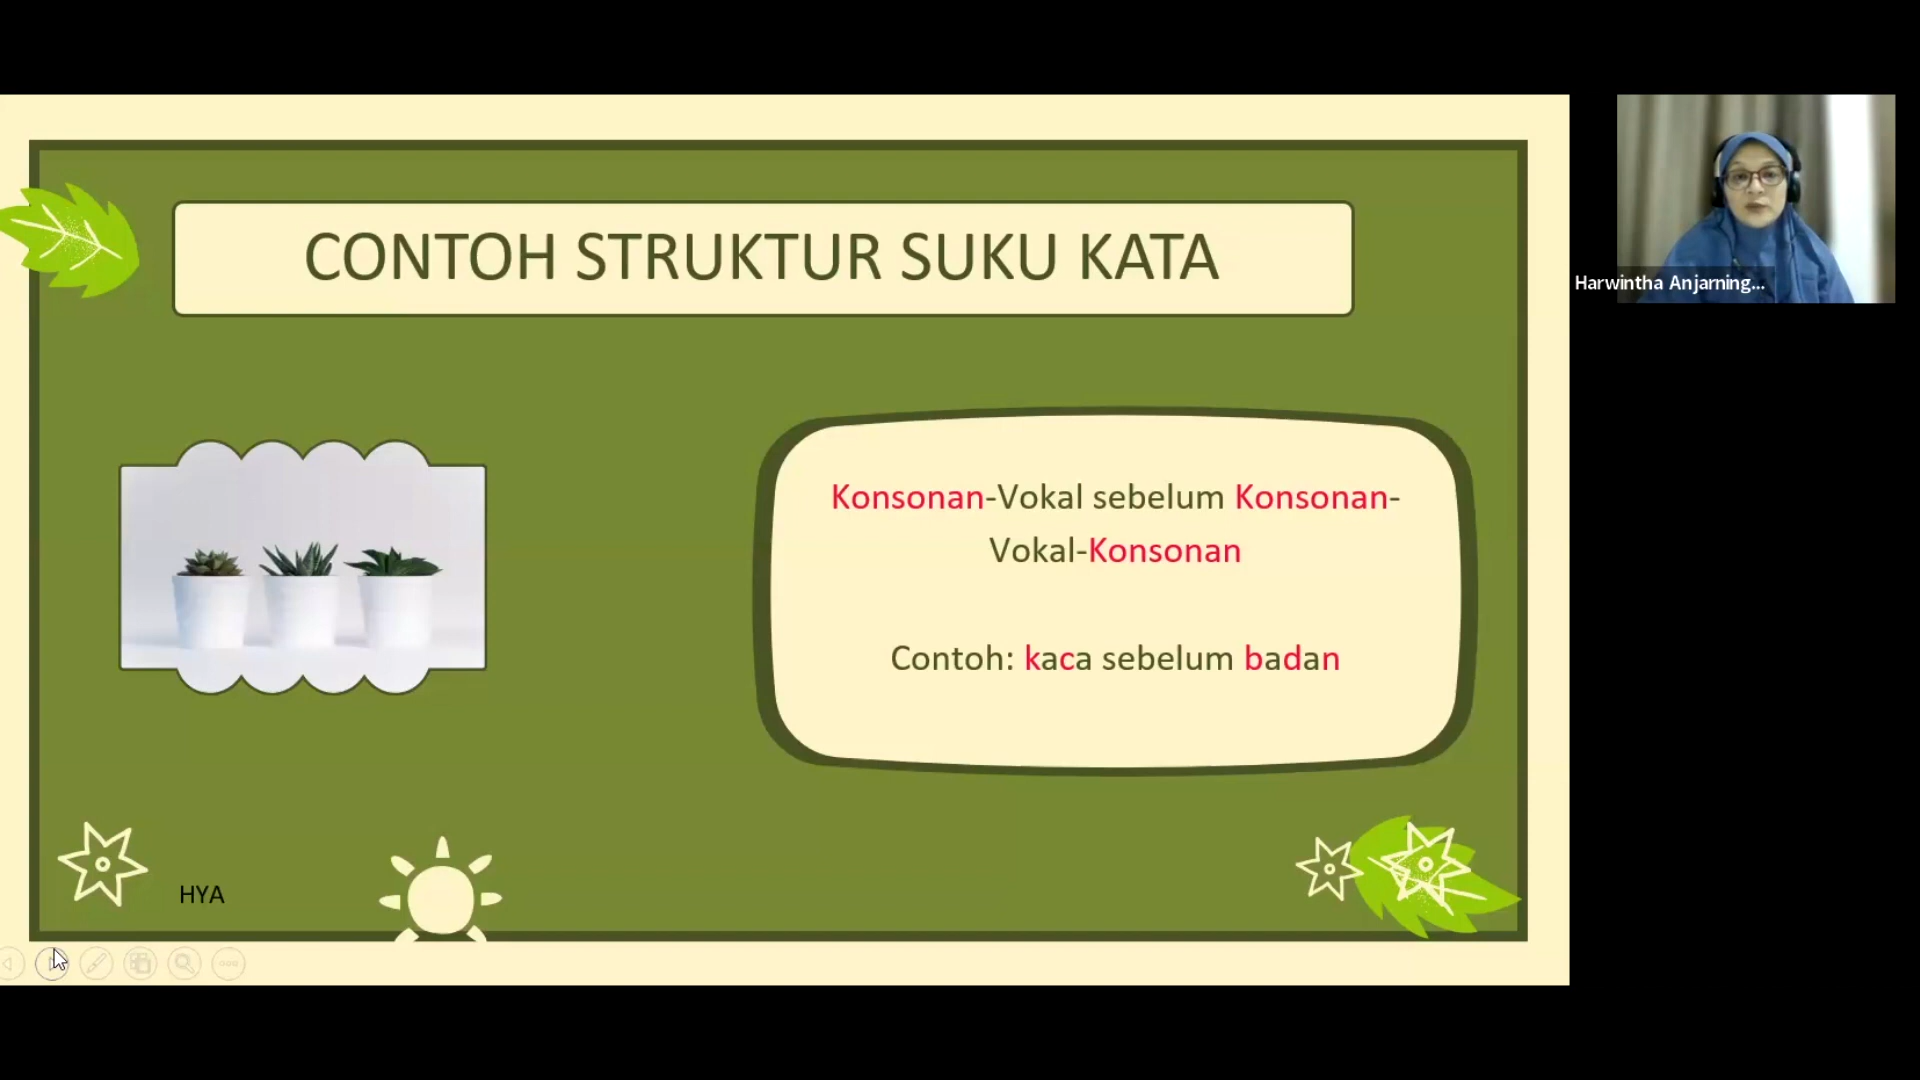 CONTOH STRUKTUR SUKU KATA
Konsonan-Vokal sebelum Konsonan-
Vokal-Konsonan
Contoh: kaca sebelum badan
HYA
Harwintha Anjarning...